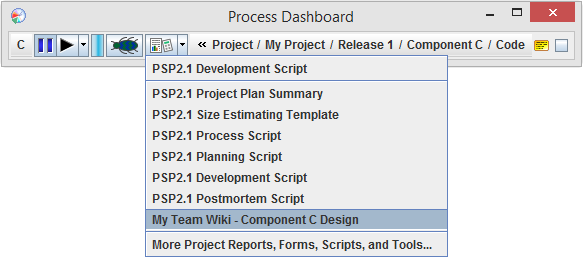 Process Dashboard
C « Project / My Project / Release 1 / Component C / Code
PSP2.1 Development Script
PSP2.1 Project Plan Summary
PSP2.1 Size Estimating Template
PSP2.1 Process Script
PSP2.1 Planning Script
PSP2.1 Development Script
PSP2.1 Postmortem Script
My Team Wiki - Component C Design
More Project Reports, Forms, Scripts, and Tools...